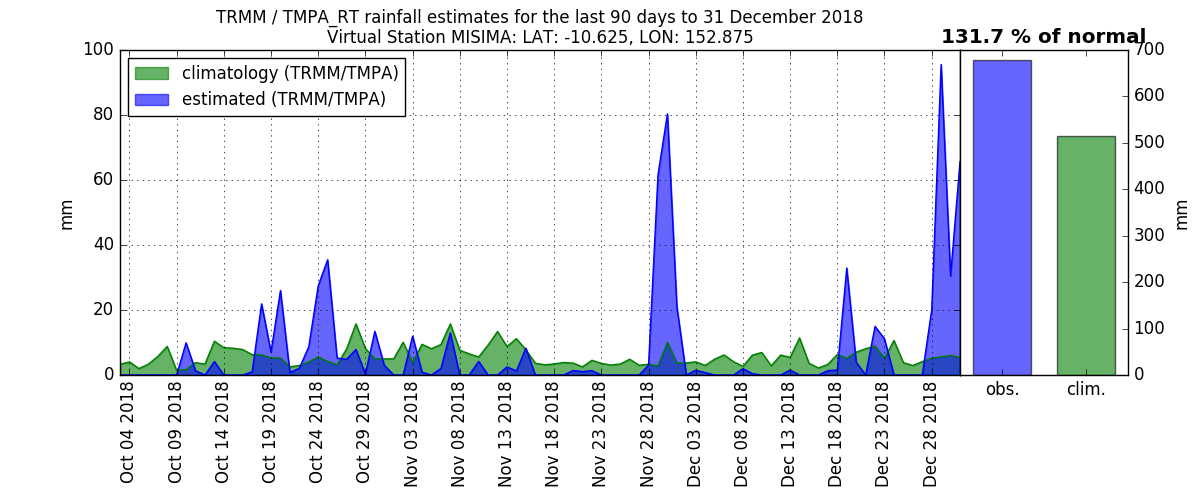 TRMM / TMPA_RT rainfall estimates for the last 90 days to 31 December 2018
Virtual Station MISIMA: LAT: -10.625, LON: 152.875
131.7 % of normal
climatology (TRMM/TMPA)
estimated (TRMM/TMPA)
100
80
60
40
20
0
mm
700
600
500
400
300
200
100
0
mm
Oct 04 2018
Oct 09 2018
Oct 14 2018
Oct 19 2018
Oct 24 2018
Oct 29 2018
Nov 03 2018
Nov 08 2018
Nov 13 2018
Nov 18 2018
Nov 23 2018
Nov 28 2018
Dec 03 2018
Dec 08 2018
Dec 13 2018
Dec 18 2018
Dec 23 2018
Dec 28 2018
obs.
clim.